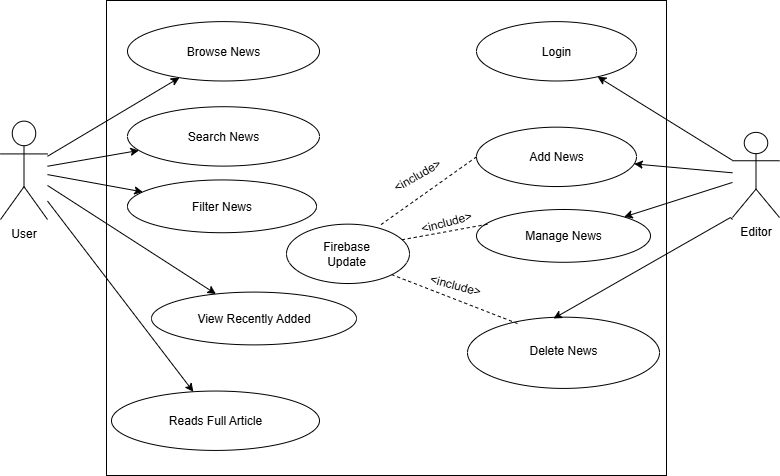 Browse News
Login
Search News
Add News
<include>
Filter News
User
Manage News
Editor
<include>
Firebase
Update
<include>
View Recently Added
Delete News
Reads Full Article